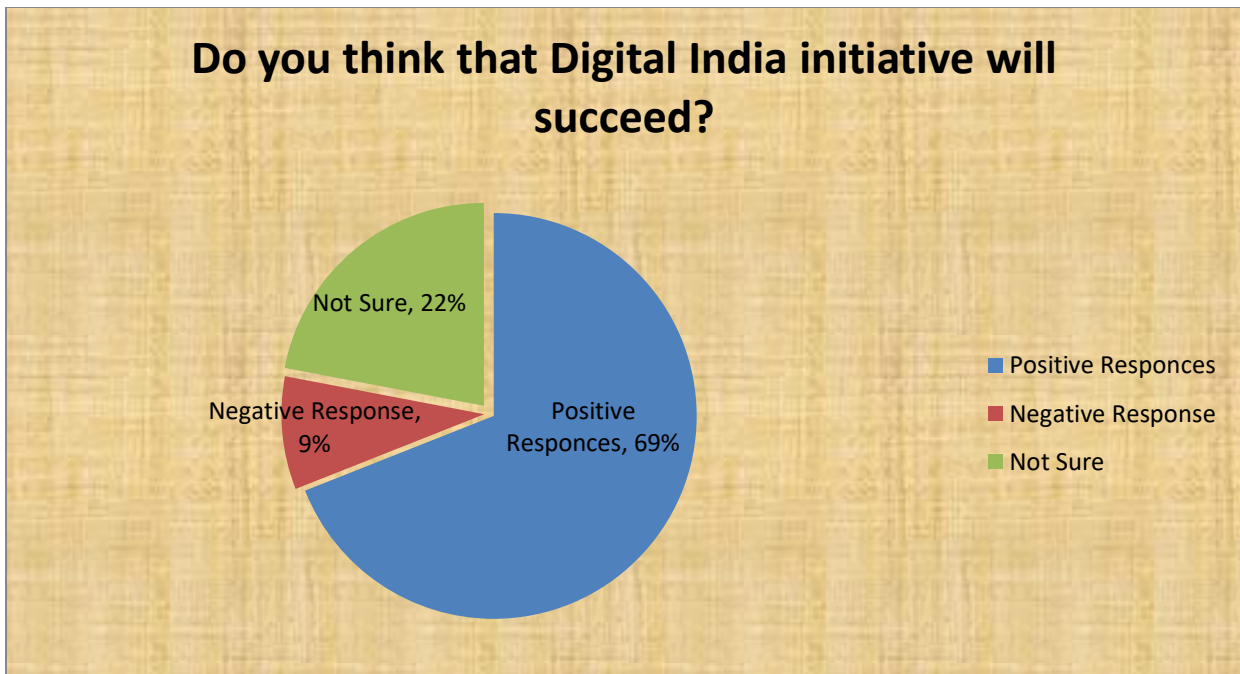 Do you think that Digital India initiative will
succeed?
Not Sure, 22%
Negative Response,
9%
Positive
Responces, 69%
Positive Responces
Negative Response
Not Sure